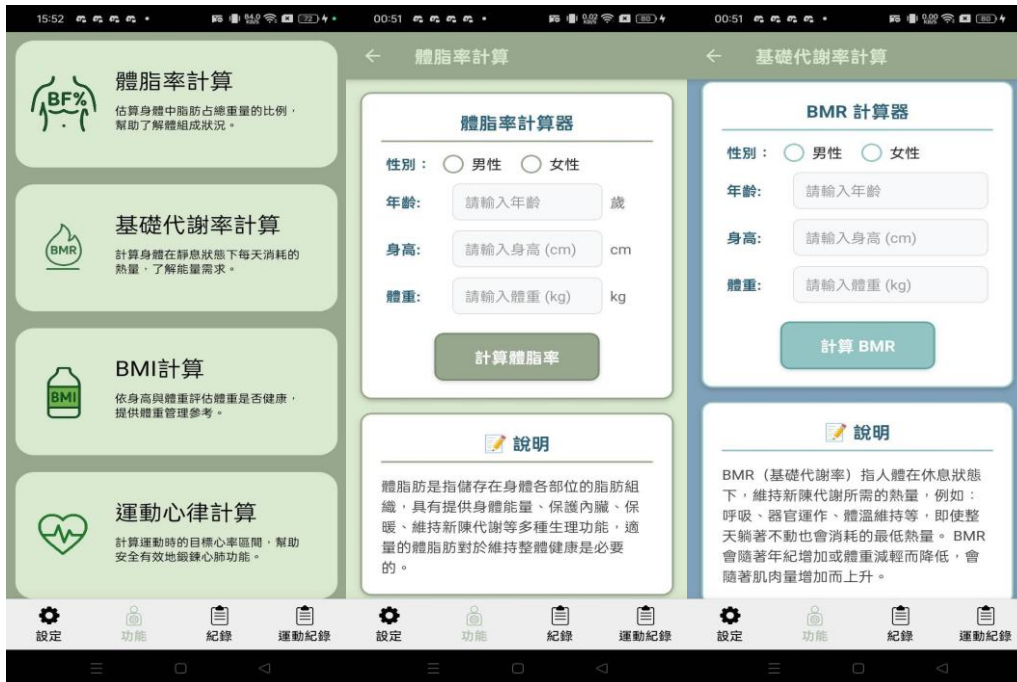 15:52
84.0 KB/S
72
BF%
體脂率計算
估算身體中脂肪占總重量的比例，
幫助了解體組成狀況。
BMR
基礎代謝率計算
計算身體在靜息狀態下每天消耗的
熱量，了解能量需求。
BMI
BMI計算
依身高與體重評估體重是否健康，
提供體重管理參考。
運動心律計算
計算運動時的目標心率區間，幫助
安全有效地鍛鍊心肺功能。
設定
功能
紀錄
運動紀錄
00:51
0.02 KB/S
80
體脂率計算
體脂率計算器
性別：
男性
女性
年齡:
請輸入年齡
歲
身高:
請輸入身高 (cm)
cm
體重:
請輸入體重 (kg)
kg
計算體脂率
說明
體脂肪是指儲存在身體各部位的脂肪組
織，具有提供身體能量、保護內臟、保
暖、維持新陳代謝等多種生理功能，適
量的體脂肪對於維持整體健康是必要
的。
設定
功能
紀錄
運動紀錄
00:51
0.00 KB/S
80
基礎代謝率計算
BMR 計算器
性別：
男性
女性
年齡:
請輸入年齡
身高:
請輸入身高 (cm)
體重:
請輸入體重 (kg)
計算 BMR
說明
BMR（基礎代謝率）指人體在休息狀態
下，維持新陳代謝所需的熱量，例如：
呼吸、器官運作、體溫維持等，即使整
天躺著不動也會消耗的最低熱量。 BMR
會隨著年紀增加或體重減輕而降低，會
隨著肌肉量增加而上升。
設定
功能
紀錄
運動紀錄